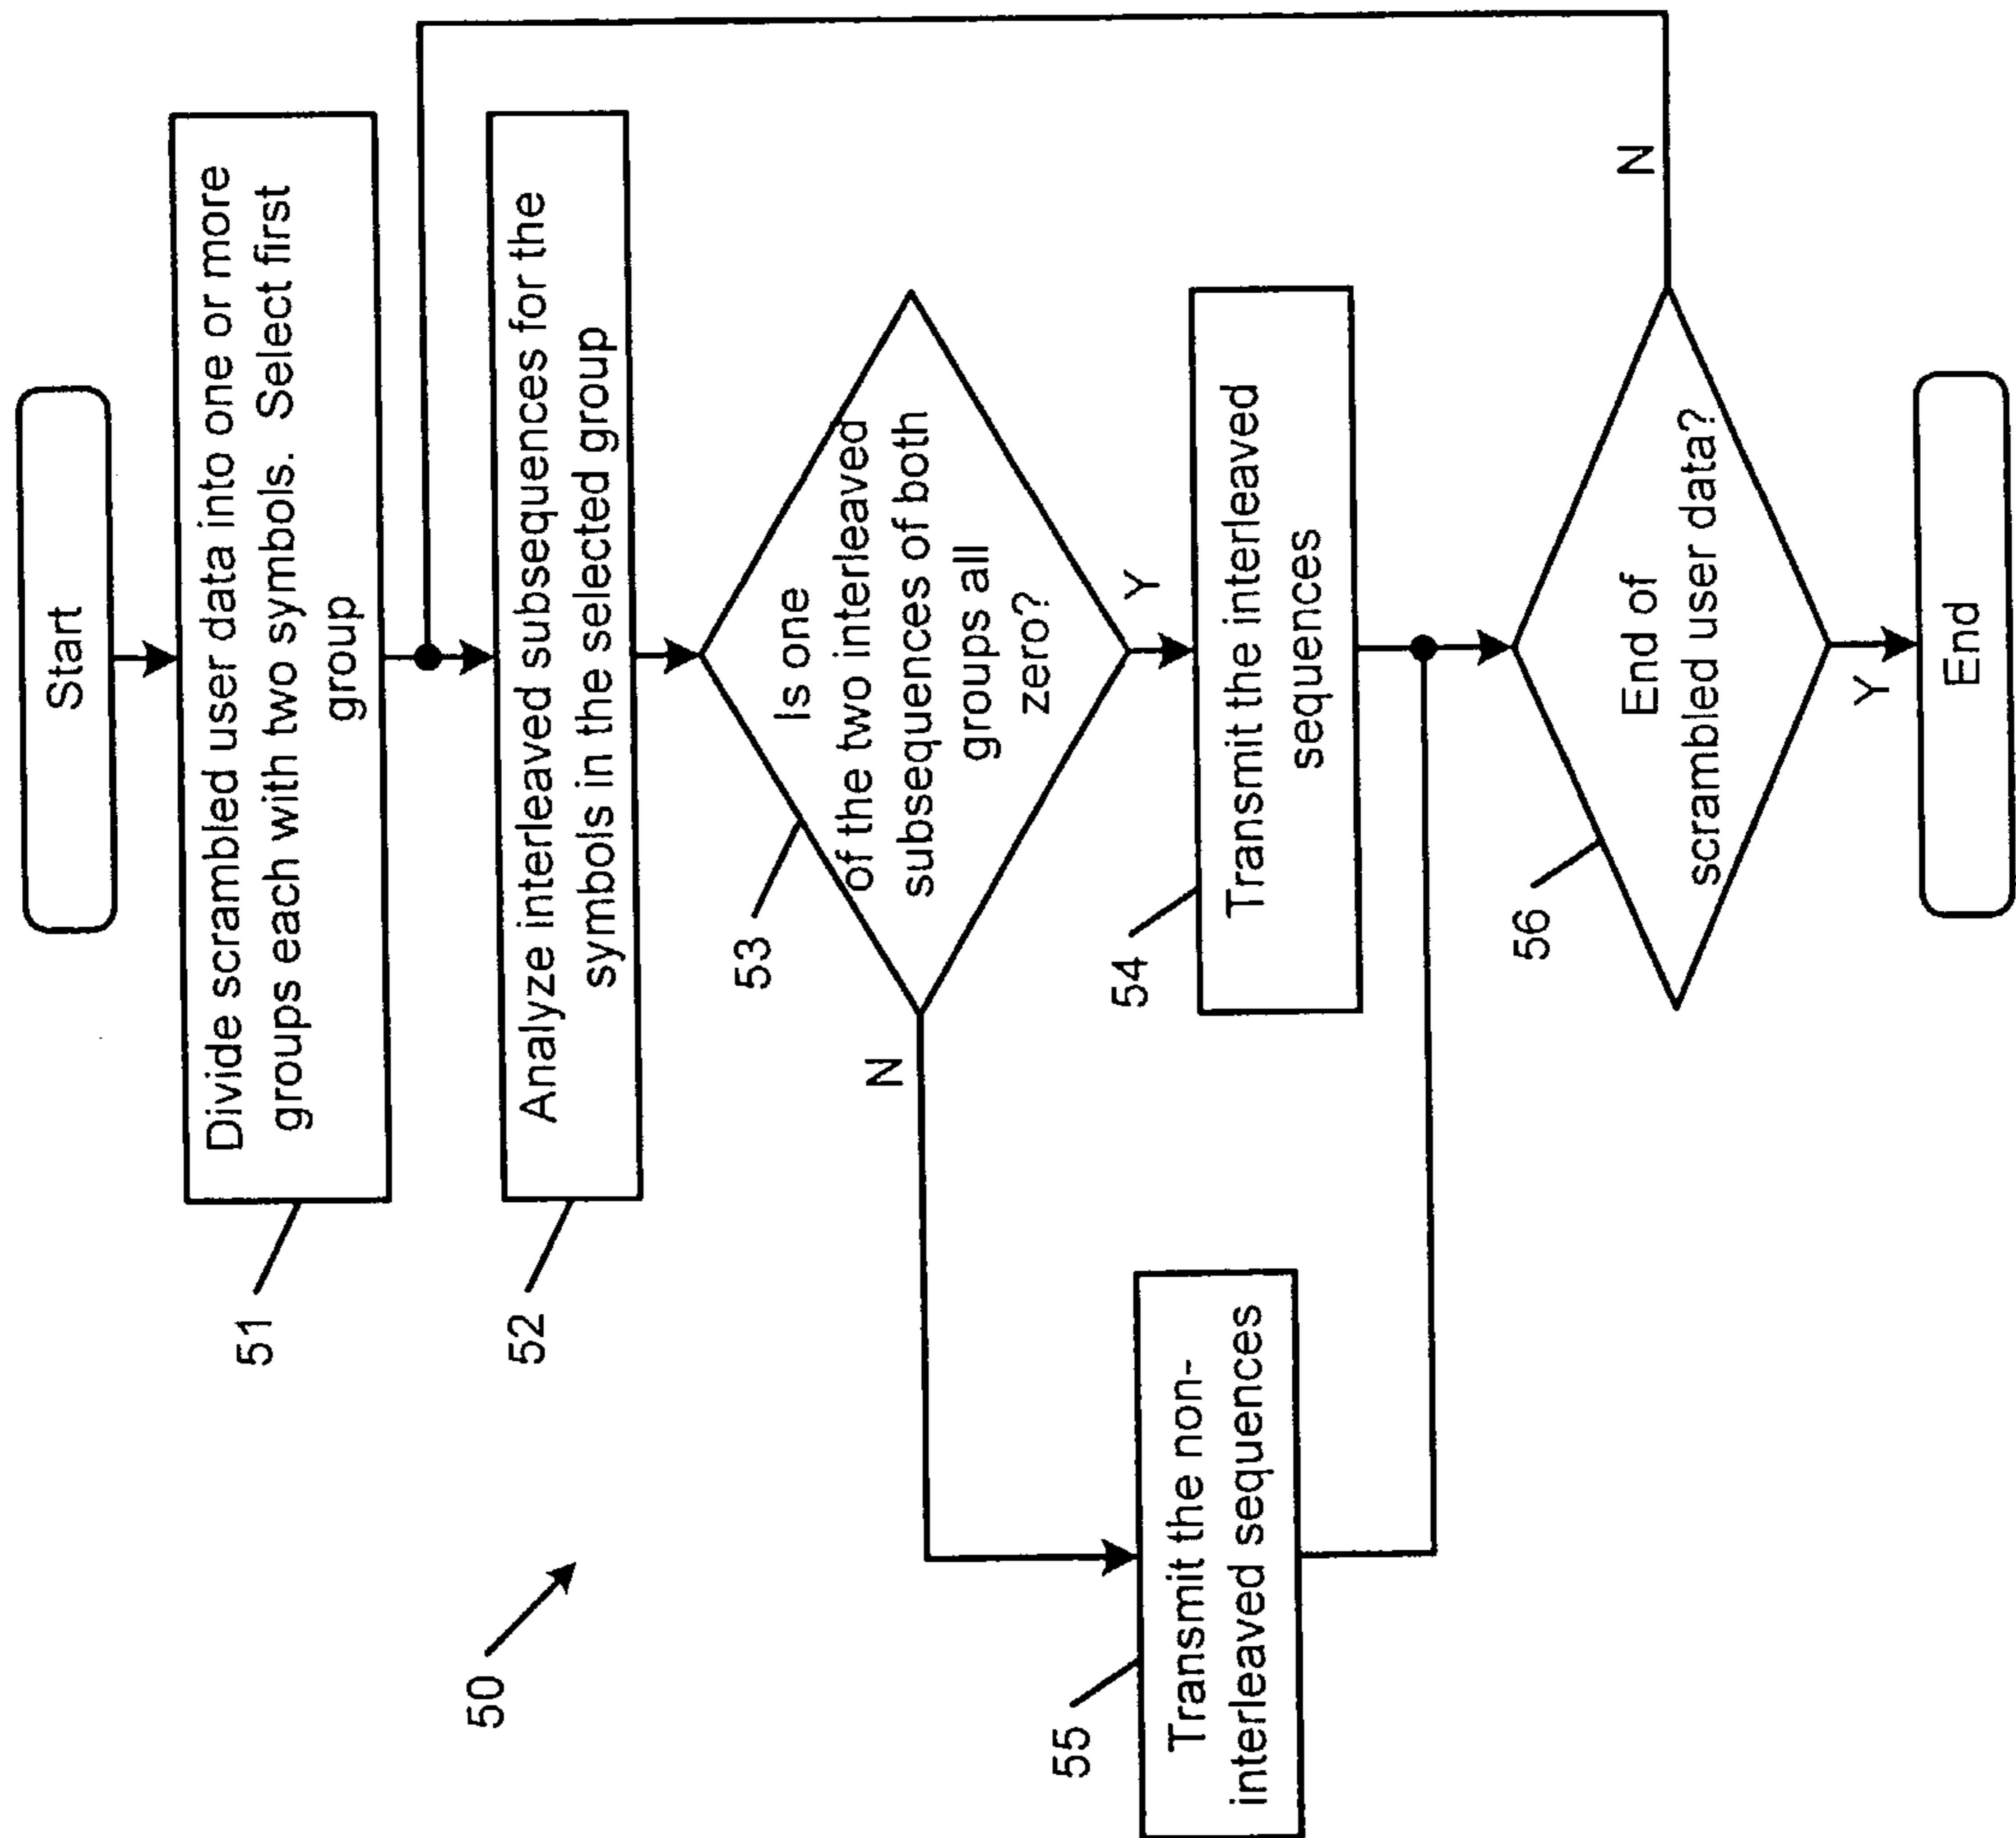 Start
Divide scrambled user data into one or more
groups each with two symbols. Select first
group
51
Analyze interleaved subsequences for the
symbols in the selected group
52
Is one
of the two interleaved
subsequences of both
groups all
zero?
53
N
Y
50
Transmit the interleaved
sequences
54
Transmit the non-
interleaved sequences
55
End of
scrambled user data?
56
N
Y
End